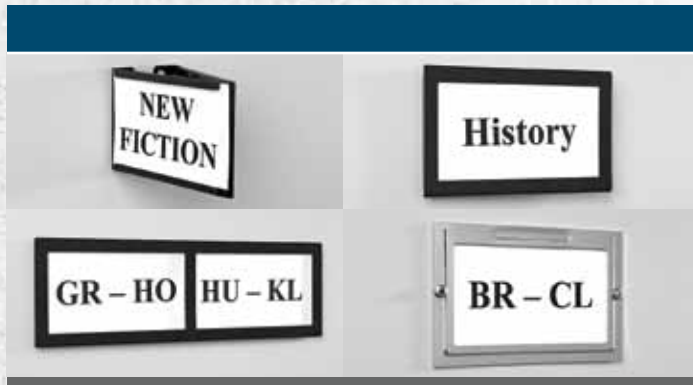 NEW
FICTION
History
GR – HO
HU – KL
BR – CL